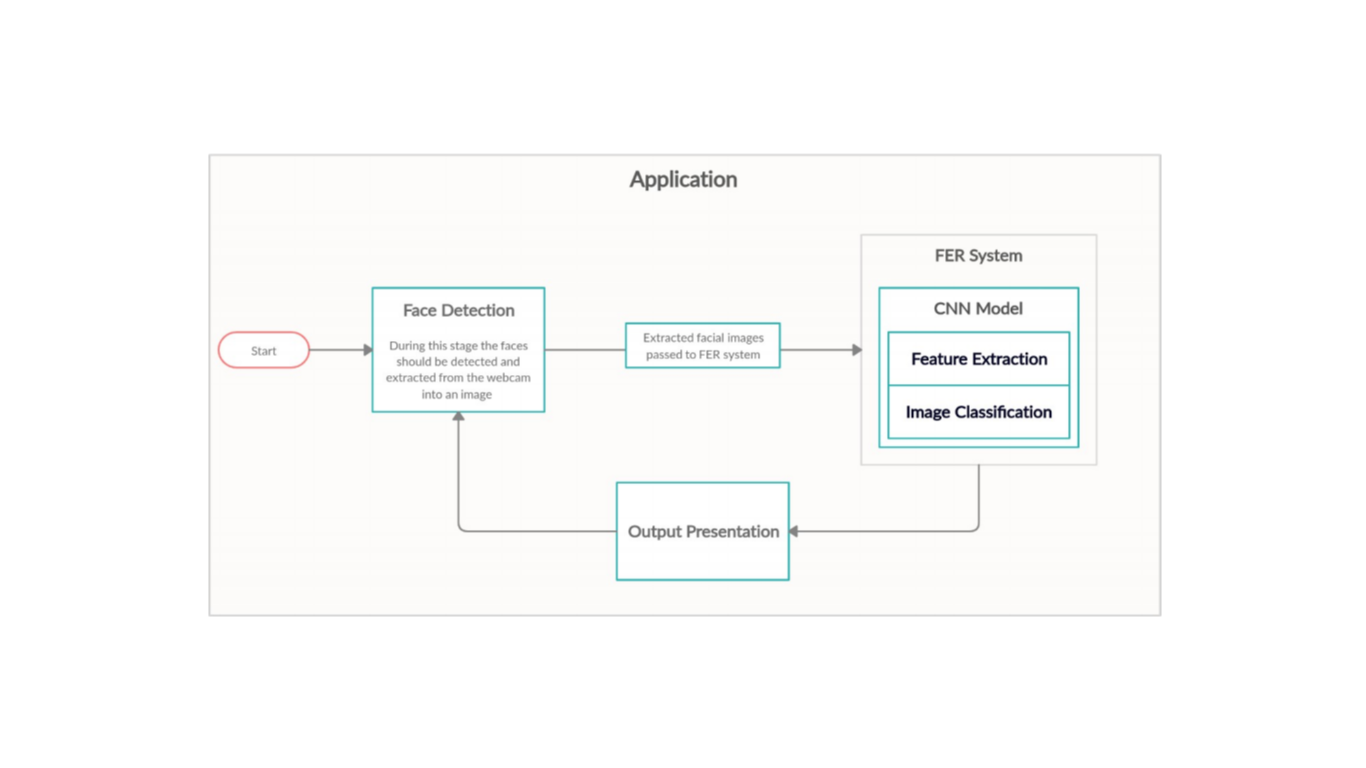 Application
FER System
CNN Model
Feature Extraction
Image Classification
Face Detection
During this stage the faces
should be detected and
extracted from the webcam
into an image
Start
Extracted facial images
passed to FER system
Output Presentation